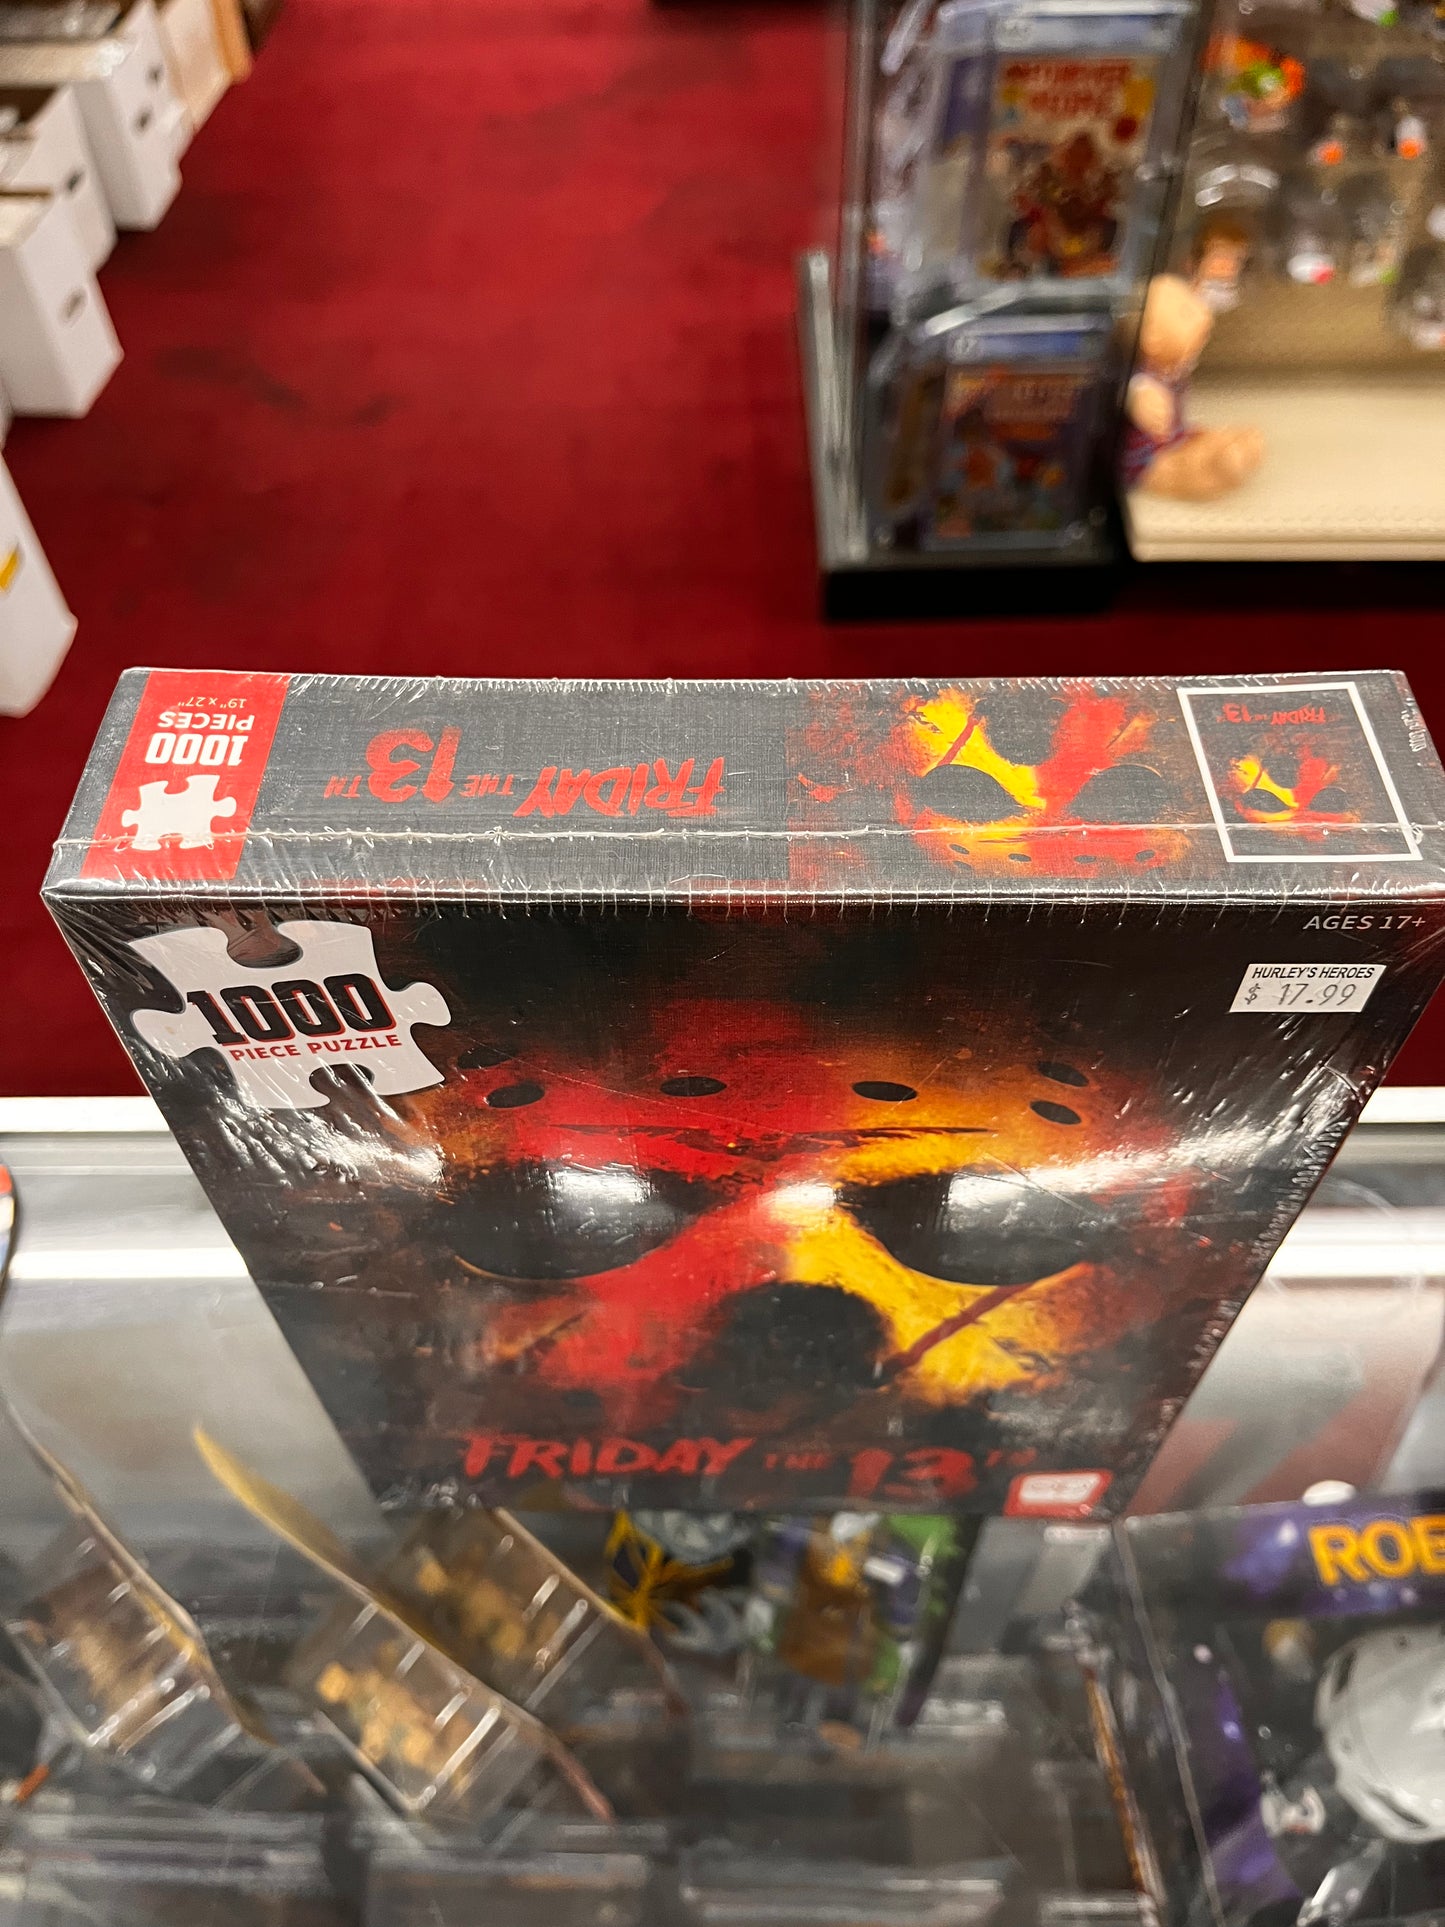 1000
PIECES
19" x 27"
FRIDAY THE 13TH
FRIDAY THE 13TH
AGES 17+
HURLEY'S HEROES
$ 17.99
1000
PIECE PUZZLE
FRIDAY THE 13TH
ROB